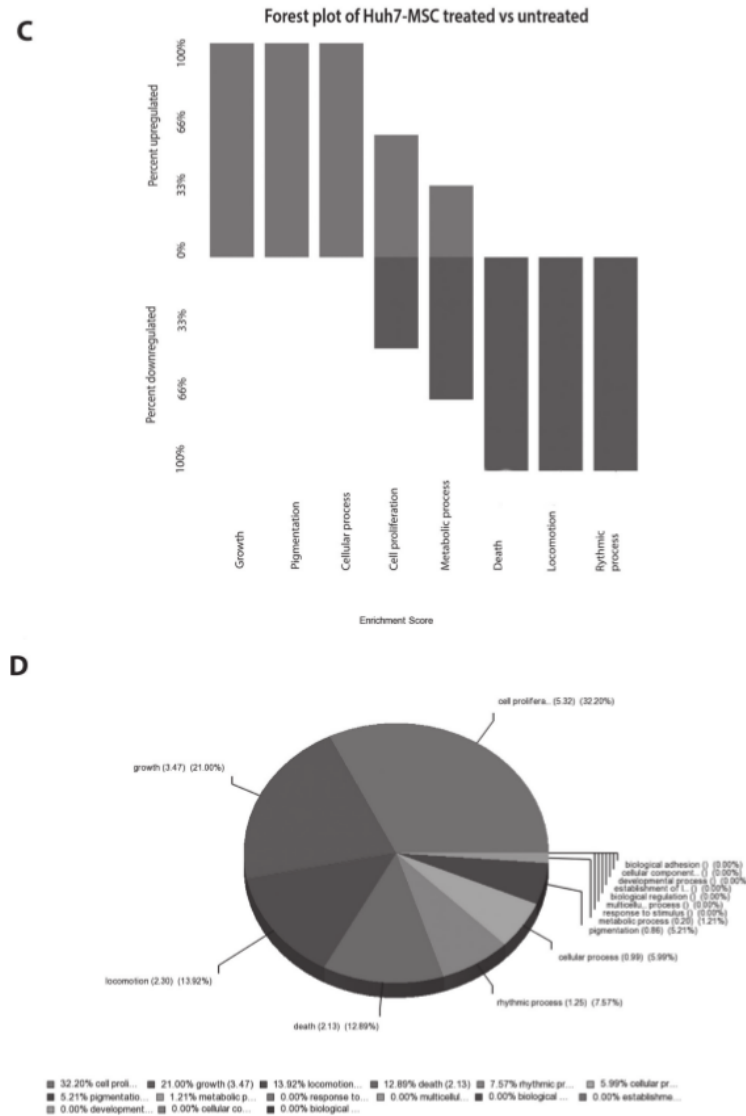 C
Forest plot of Huh7-MSC treated vs untreated
Percent upregulated
100%
66%
33%
0%
Percent downregulated
33%
66%
100%
Growth
Pigmentation
Cellular process
Cell proliferation
Metabolic process
Death
Locomotion
Rythmic
process
Enrichment Score
D
cell prolifera.. (5.32) (32.20%)
growth (3.47) (21.00%)
biological adhesion () (0.00%)
cellular component.. () (0.00%)
developmental process () (0.00%
establishment of l... () (0.00%)
biological regulation () (0.00%)
multicellu.. process () (0.00%)
response to stimulus () (0.00%)
metabolic process (0.20) (1.21%)
pigmentation (0.86) (5.21%)
cellular process (0.99) (5.99%)
locomotion (2.30) (13.92%)
rhythmic process (1.25) (7.57%)
death (2.13) (12.89%)
32.20% cell proli... 21.00% growth (3.47) 13.92% locomotion... 12.89% death (2.13) 7.57% rhythmic pr... 5.99% cellular pr...
5.21% pigmentatio... 1.21% metabolic p... 0.00% response to... 0.00% multicellul... 0.00% biological ... 0.00% establishme...
0.00% development... 0.00% cellular co... 0.00% biological ...